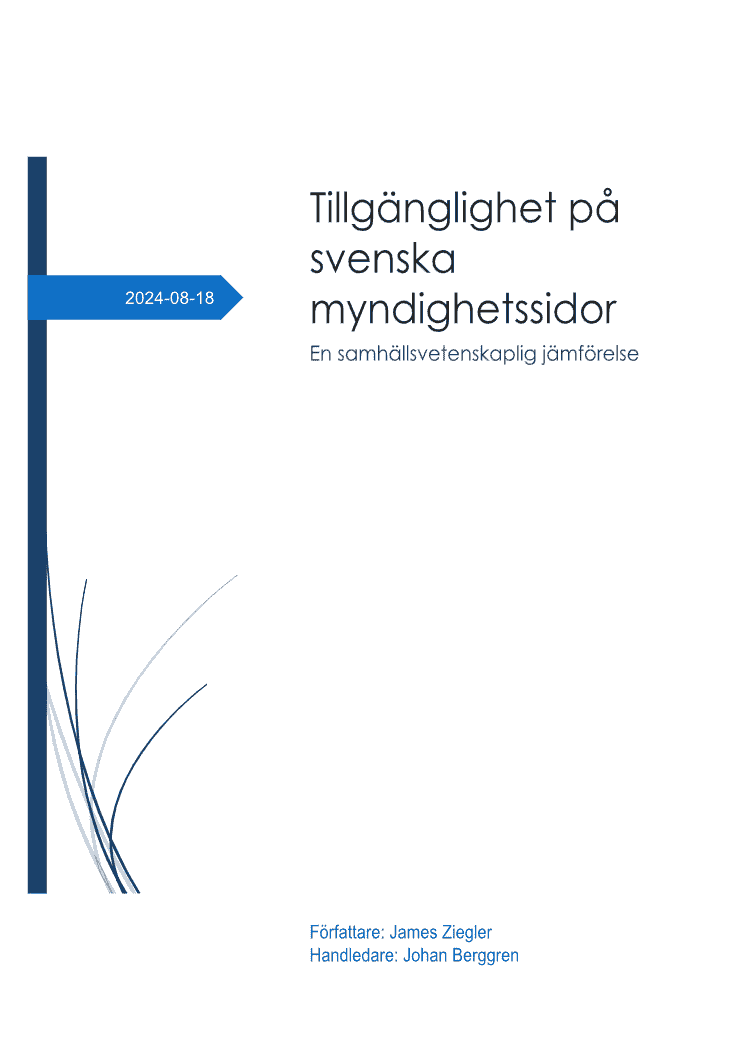 2024-08-18
Tillgänglighet på
svenska
myndighetssidor
En samhällsvetenskaplig jämförelse
Författare: James Ziegler
Handledare: Johan Berggren